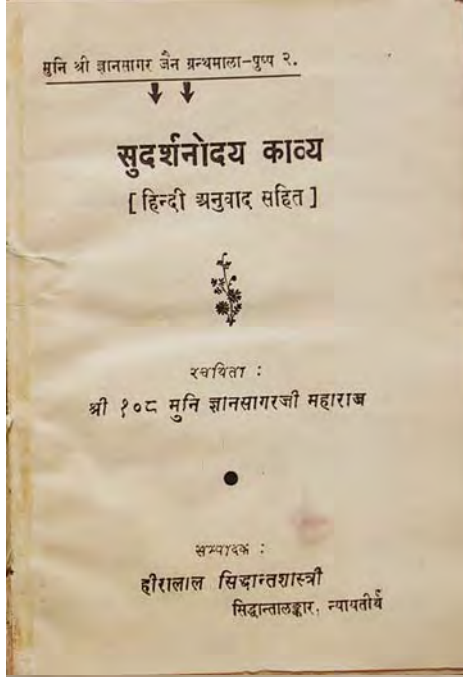 मुनि श्री ज्ञानसागर जैन ग्रन्थमाला-पुष्प २.
सुदर्शनोदय काव्य
[ हिन्दी अनुवाद सहित ]
रचयिता :
श्री १०८ मुनि ज्ञानसागरजी महाराज
सम्पादक :
हीरालाल सिद्धान्तशास्त्री
सिद्धान्तालङ्कार, न्यायतीर्थ